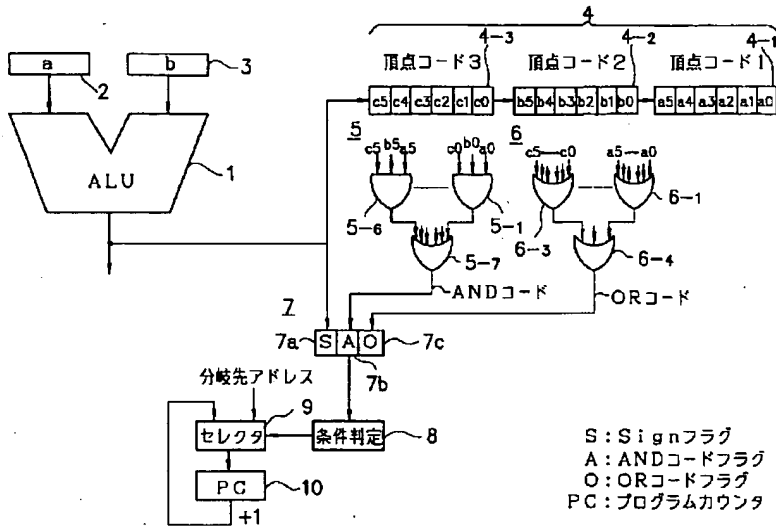 4
4-3
4-2
4-1
頂点コード3
頂点コード2
頂点コード1
a
2
b
3
c5 c4 c3 c2 c1 c0
b5 b4 b3 b2 b1 b0
a5 a4 a3 a2 a1 a0
ALU
1
5
c5 b5 a5
c0 b0 a0
6
c5 c0
a5 a0
5-6
5-1
6-3
6-1
5-7
6-4
ANDコード
ORコード
7
7a
S A O
7c
7b
分岐先アドレス
9
セレクタ
条件判定
8
PC
10
+1
S:Signフラグ
A:ANDコードフラグ
O:ORコードフラグ
PC:プログラムカウンタ